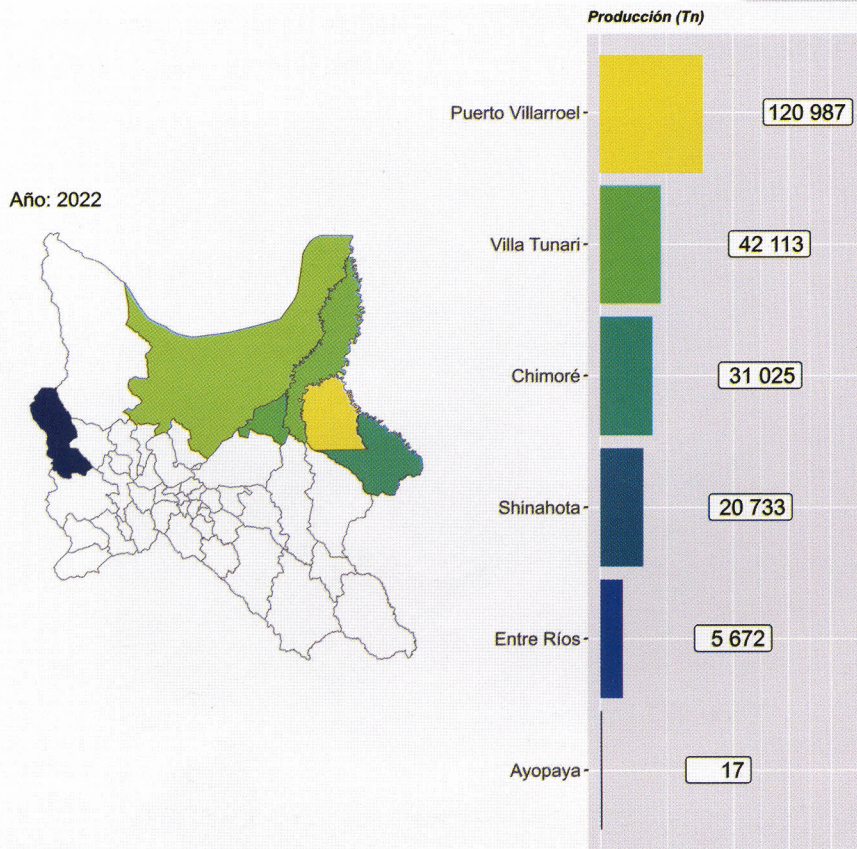 Producción (Tn)
Año: 2022
Puerto Villarroel
120 987
Villa Tunari
42 113
Chimoré
31 025
Shinahota
20 733
Entre Ríos
5 672
Ayopaya
17